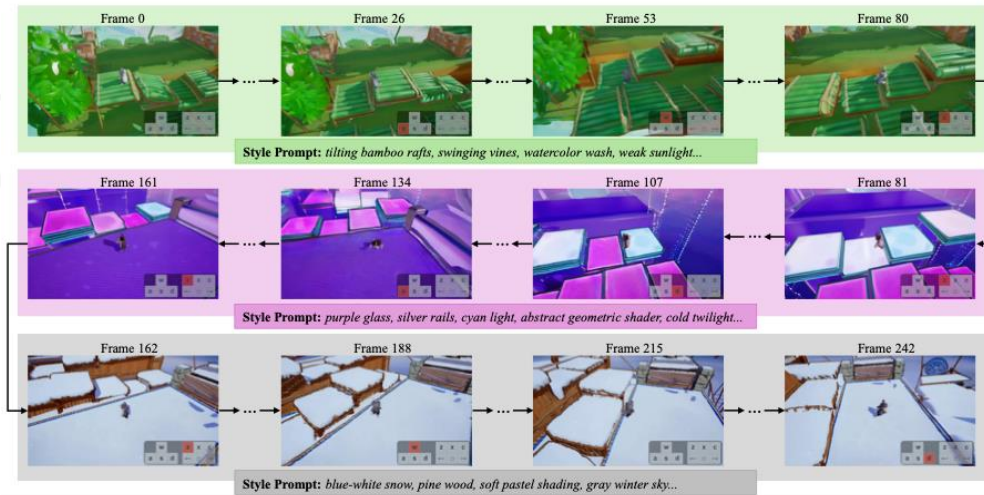 Frame 0
Frame 26
Frame 53
Frame 80
Style Prompt: tilting bamboo rafts, swinging vines, watercolor wash, weak sunlight...
Frame 161
Frame 134
Frame 107
Frame 81
Style Prompt: purple glass, silver rails, cyan light, abstract geometric shader, cold twilight...
Frame 162
Frame 188
Frame 215
Frame 242
Style Prompt: blue-white snow, pine wood, soft pastel shading, gray winter sky...